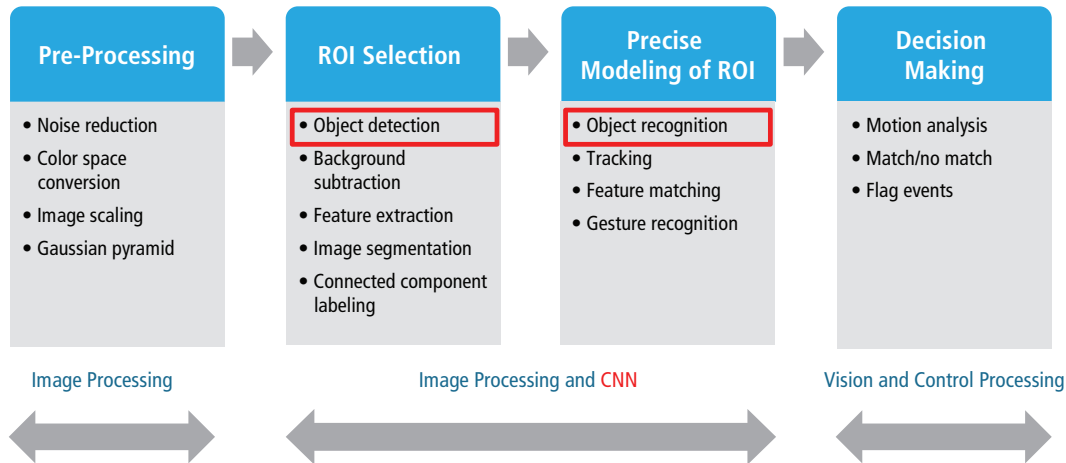 Pre-Processing
• Noise reduction
• Color space
conversion
• Image scaling
• Gaussian pyramid
ROI Selection
• Object detection
• Background
subtraction
• Feature extraction
• Image segmentation
• Connected component
labeling
Precise
Modeling of ROI
• Object recognition
• Tracking
• Feature matching
• Gesture recognition
Decision
Making
• Motion analysis
• Match/no match
• Flag events
Image Processing
Image Processing and CNN
Vision and Control Processing